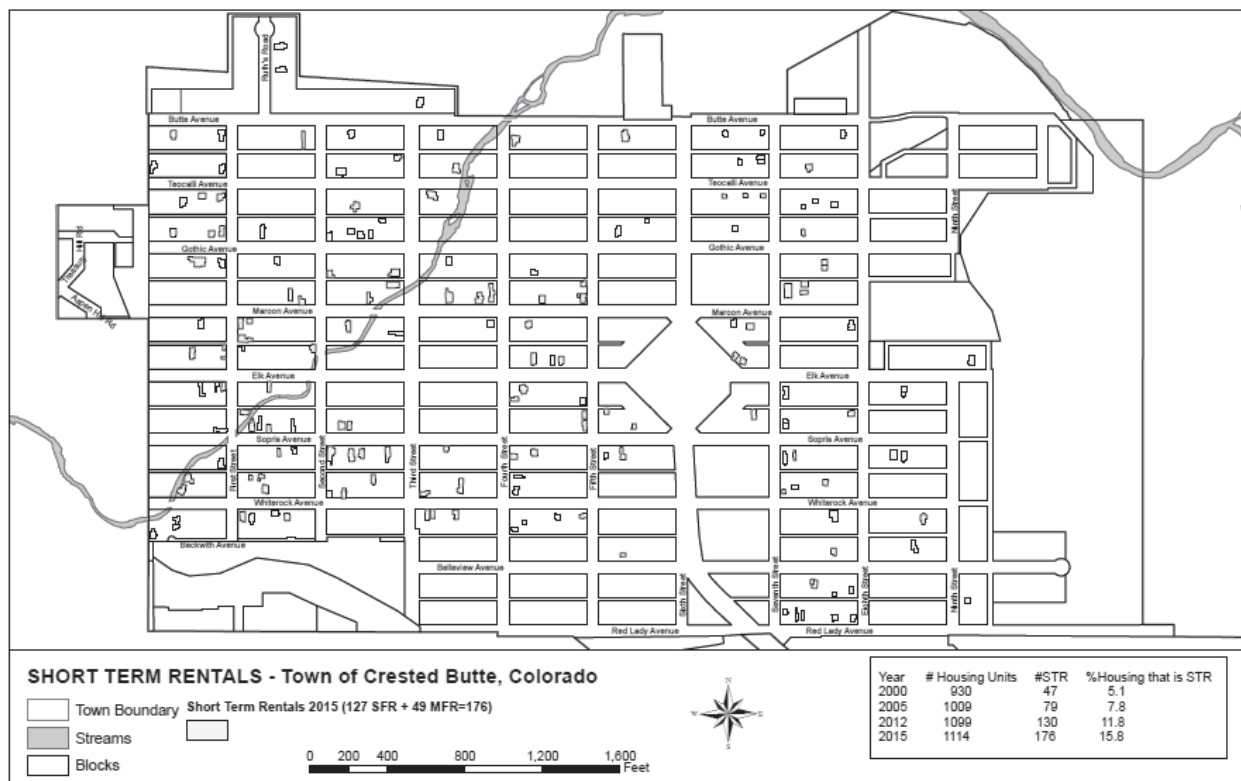 Ruth's Road
Butte Avenue
Butte Avenue
Teocalli Avenue
Teocalli Avenue
Ninth Street
Hill Rd
Gothic Avenue
Gothic Avenue
Aspen Hill Rd
Maroon Avenue
Maroon Avenue
Elk Avenue
Elk Avenue
Sopris Avenue
Sopris Avenue
First Street
Second Street
Third Street
Fourth Street
Fifth Street
Whiterock Avenue
Whiterock Avenue
Beckwith Avenue
Belleview Avenue
Sixth Street
Seventh Street
Eighth Street
Ninth Street
Red Lady Avenue
Red Lady Avenue
SHORT TERM RENTALS - Town of Crested Butte, Colorado
Town Boundary
Short Term Rentals 2015 (127 SFR + 49 MFR=176)
Streams
Blocks
N
W
E
S
0 200 400 800 1,200 1,600
Feet
Year # Housing Units #STR %Housing that is STR
2000 930 47 5.1
2005 1009 79 7.8
2012 1099 130 11.8
2015 1114 176 15.8